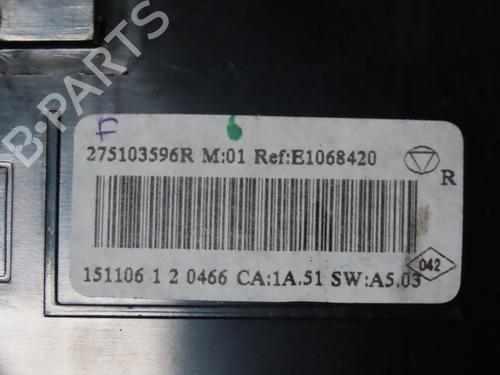 B-PARTS
F
275103596R M:01 Ref:E1068420
R
042
151106 1 2 0466 CA:1A.51 SW:A5.03